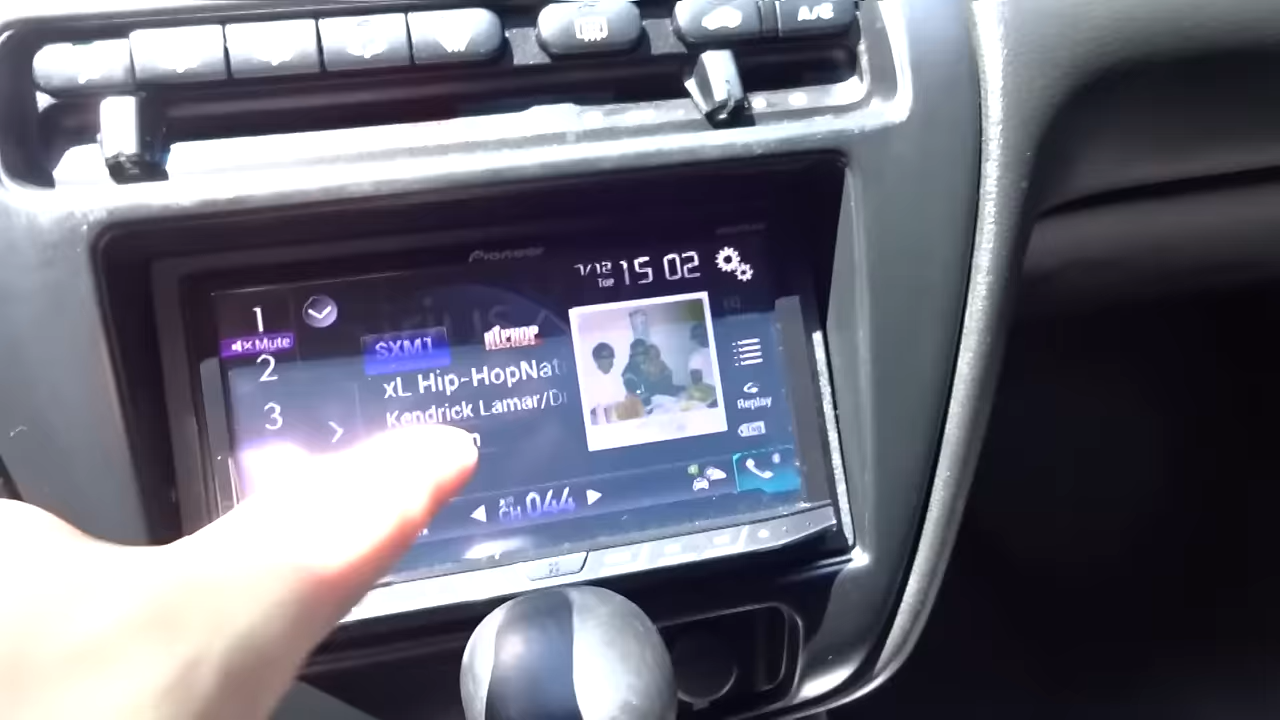 A/C
Pioneer
7/12
Tue
15 02
1
Mute
2
3
SXM1
HIPHOP
xL Hip-HopNat
Kendrick Lamar/D
Replay
Tag
CH 044